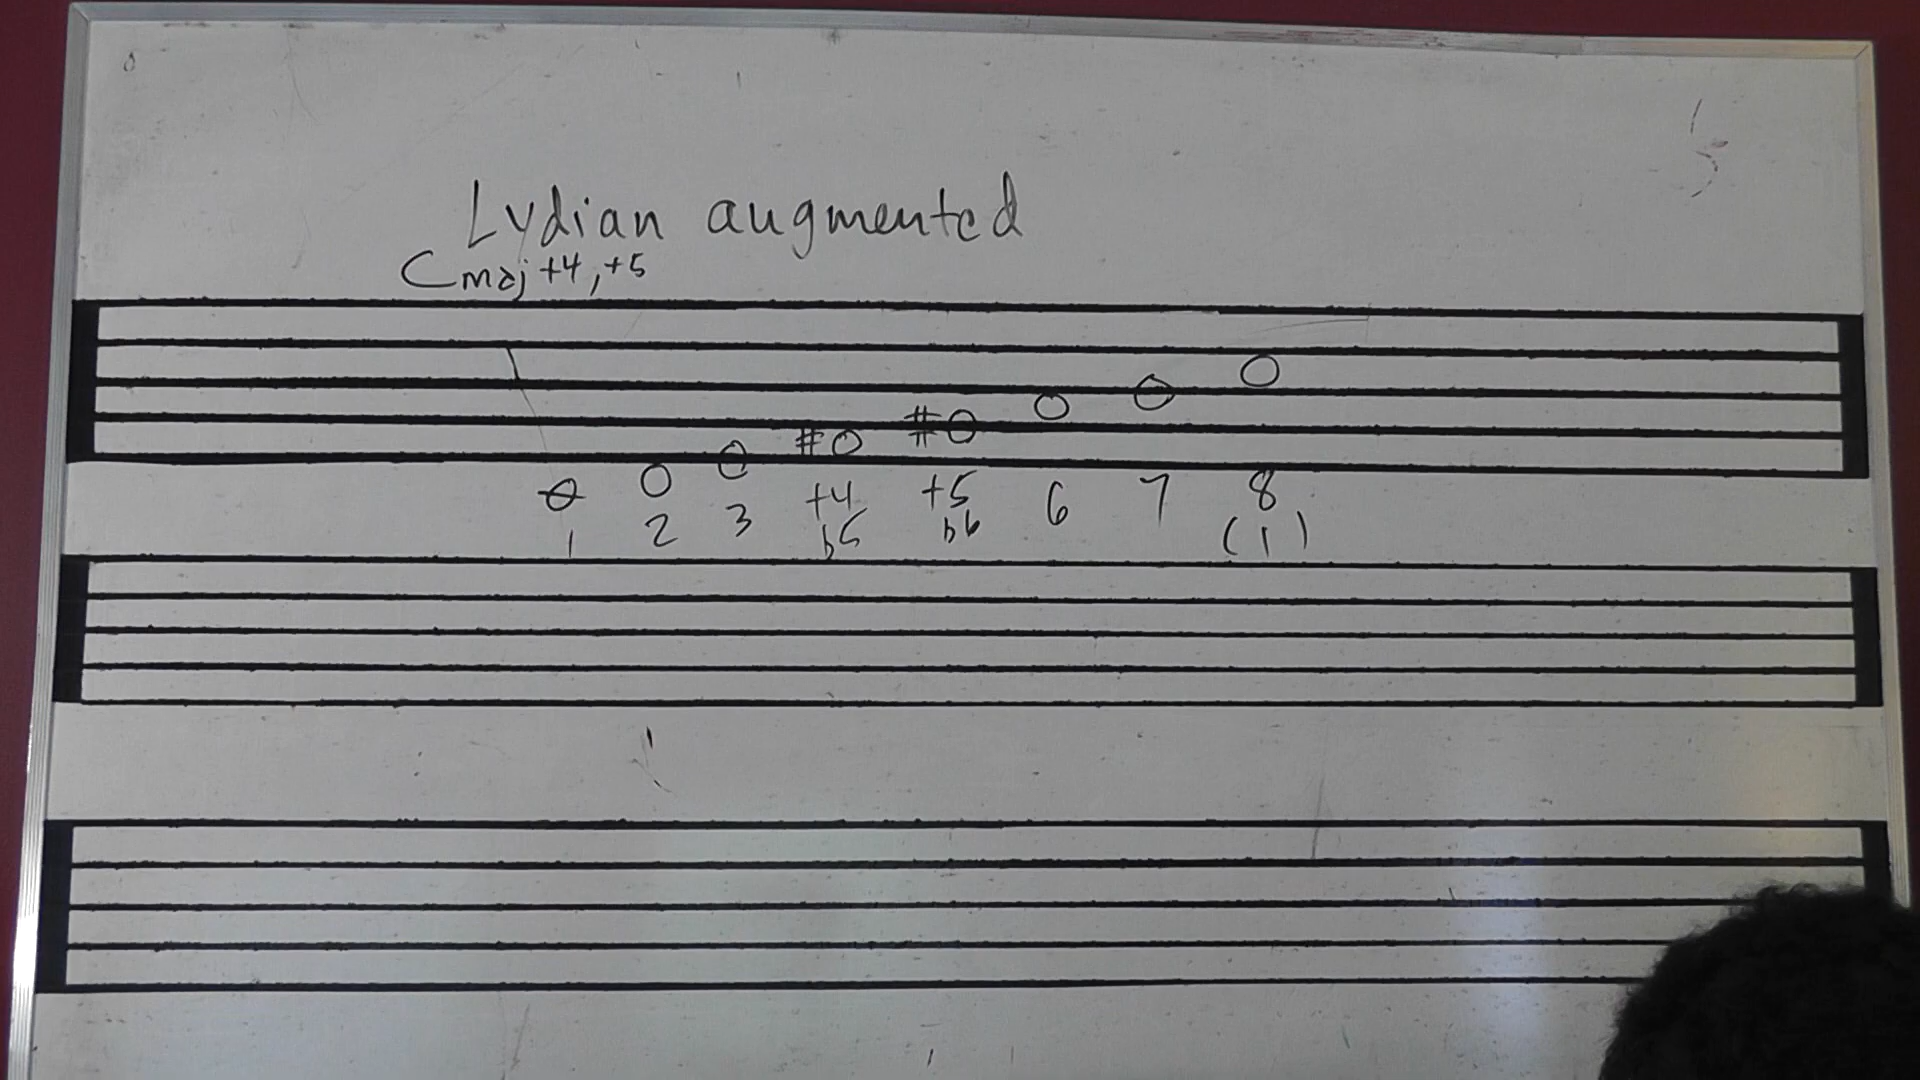 Lydian augmented
Cmaj +4, +5
# #
1 2 3 +4 +5 6 7 8
b5 b6 (1)